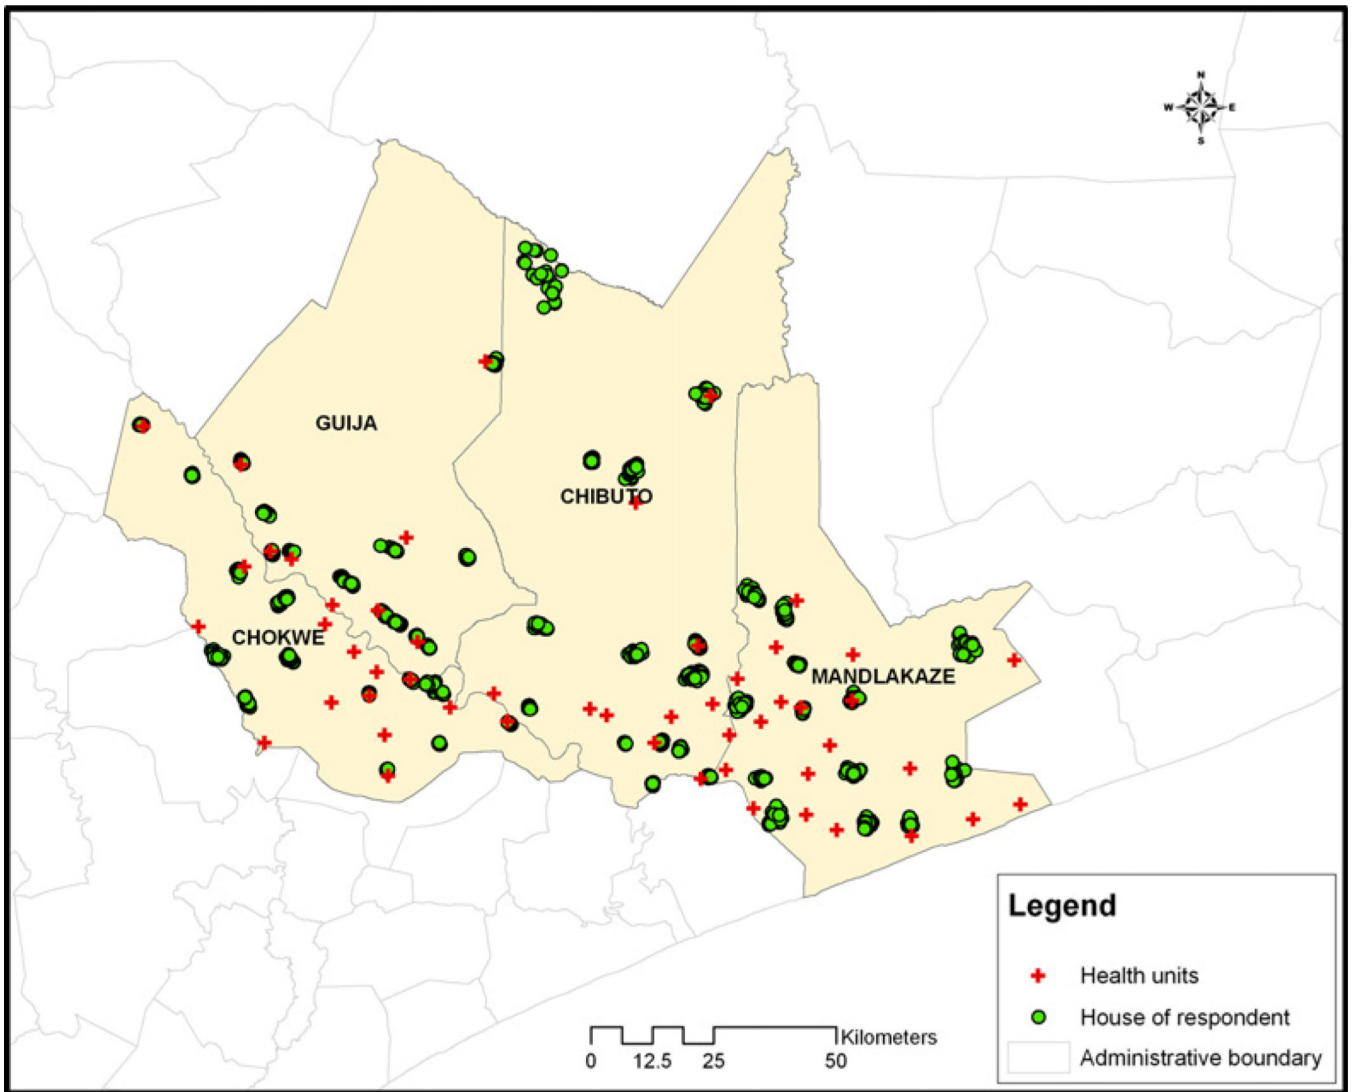 N
W E
S
GUIJA
CHIBUTO
CHOKWE
MANDLAKAZE
Legend
Health units
House of respondent
Administrative boundary
Kilometers
0 12.5 25 50